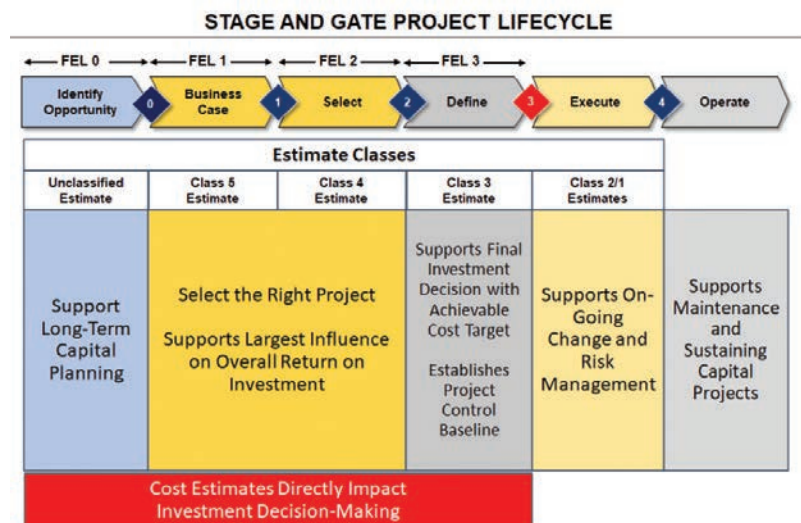 STAGE AND GATE PROJECT LIFECYCLE
FEL 0
FEL 1
FEL 2
FEL 3
Identify
Opportunity
0
Business
Case
1
Select
2
Define
3
Execute
4
Operate
Estimate Classes
Unclassified
Estimate
Class 5
Estimate
Class 4
Estimate
Class 3
Estimate
Class 2/1
Estimates
Support
Long-Term
Capital
Planning
Select the Right Project
Supports Largest Influence
on Overall Return on
Investment
Supports Final
Investment
Decision with
Achievable
Cost Target
Establishes
Project
Control
Baseline
Supports On-
Going
Change and
Risk
Management
Supports
Maintenance
and
Sustaining
Capital
Projects
Cost Estimates Directly Impact
Investment Decision-Making